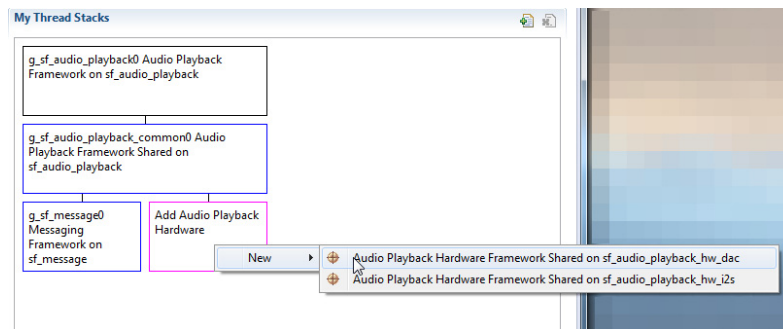 My Thread Stacks
g_sf_audio_playback0 Audio Playback
Framework on sf_audio_playback
g_sf_audio_playback_common0 Audio
Playback Framework Shared on
sf_audio_playback
g_sf_message0
Messaging
Framework on
sf_message
Add Audio Playback
Hardware
New
Audio Playback Hardware Framework Shared on sf_audio_playback_hw_dac
Audio Playback Hardware Framework Shared on sf_audio_playback_hw_i2s